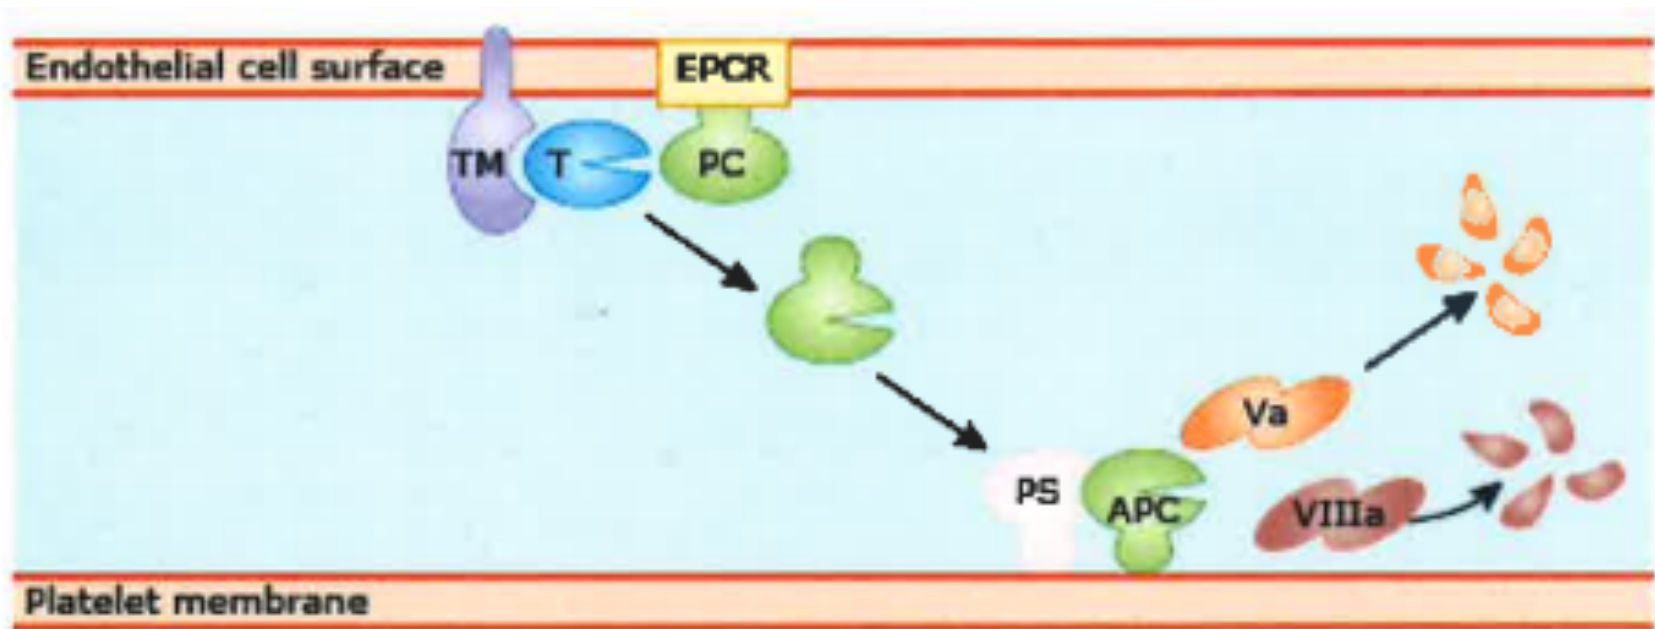 Endothelial cell surface
EPCR
TM
T
PC
Va
PS
APC
VIIIa
Platelet membrane